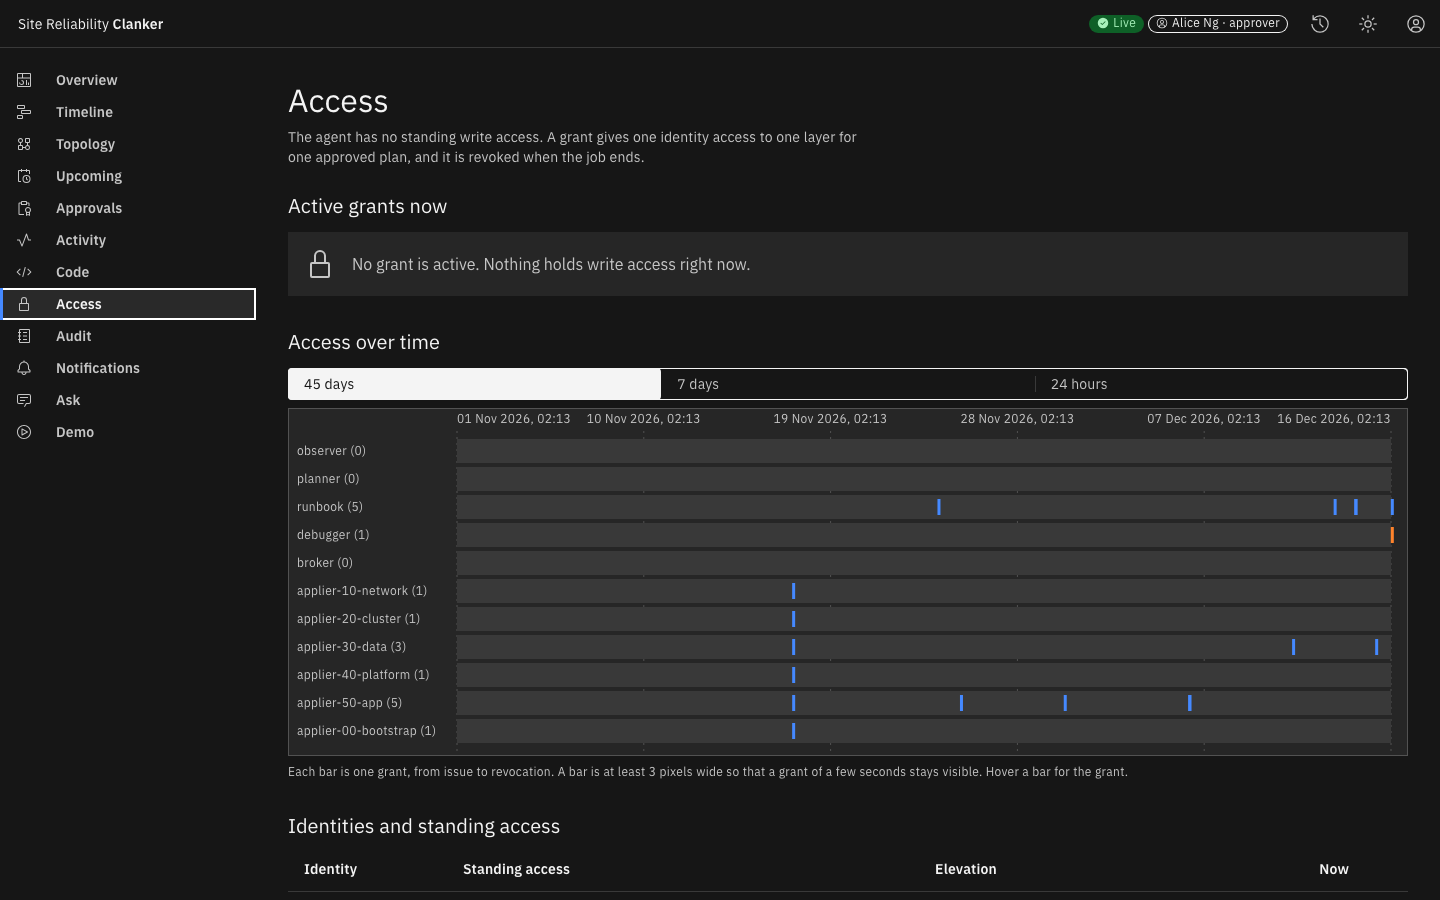 Site Reliability Clanker
Live
Alice Ng · approver
Overview
Timeline
Topology
Upcoming
Approvals
Activity
Code
Access
Audit
Notifications
Ask
Demo
Access
The agent has no standing write access. A grant gives one identity access to one layer for
one approved plan, and it is revoked when the job ends.
Active grants now
No grant is active. Nothing holds write access right now.
Access over time
45 days 7 days 24 hours
01 Nov 2026, 02:13 10 Nov 2026, 02:13 19 Nov 2026, 02:13 28 Nov 2026, 02:13 07 Dec 2026, 02:13 16 Dec 2026, 02:13
observer (0)
planner (0)
runbook (5)
debugger (1)
broker (0)
applier-10-network (1)
applier-20-cluster (1)
applier-30-data (3)
applier-40-platform (1)
applier-50-app (5)
applier-00-bootstrap (1)
Each bar is one grant, from issue to revocation. A bar is at least 3 pixels wide so that a grant of a few seconds stays visible. Hover a bar for the grant.
Identities and standing access
Identity Standing access Elevation Now